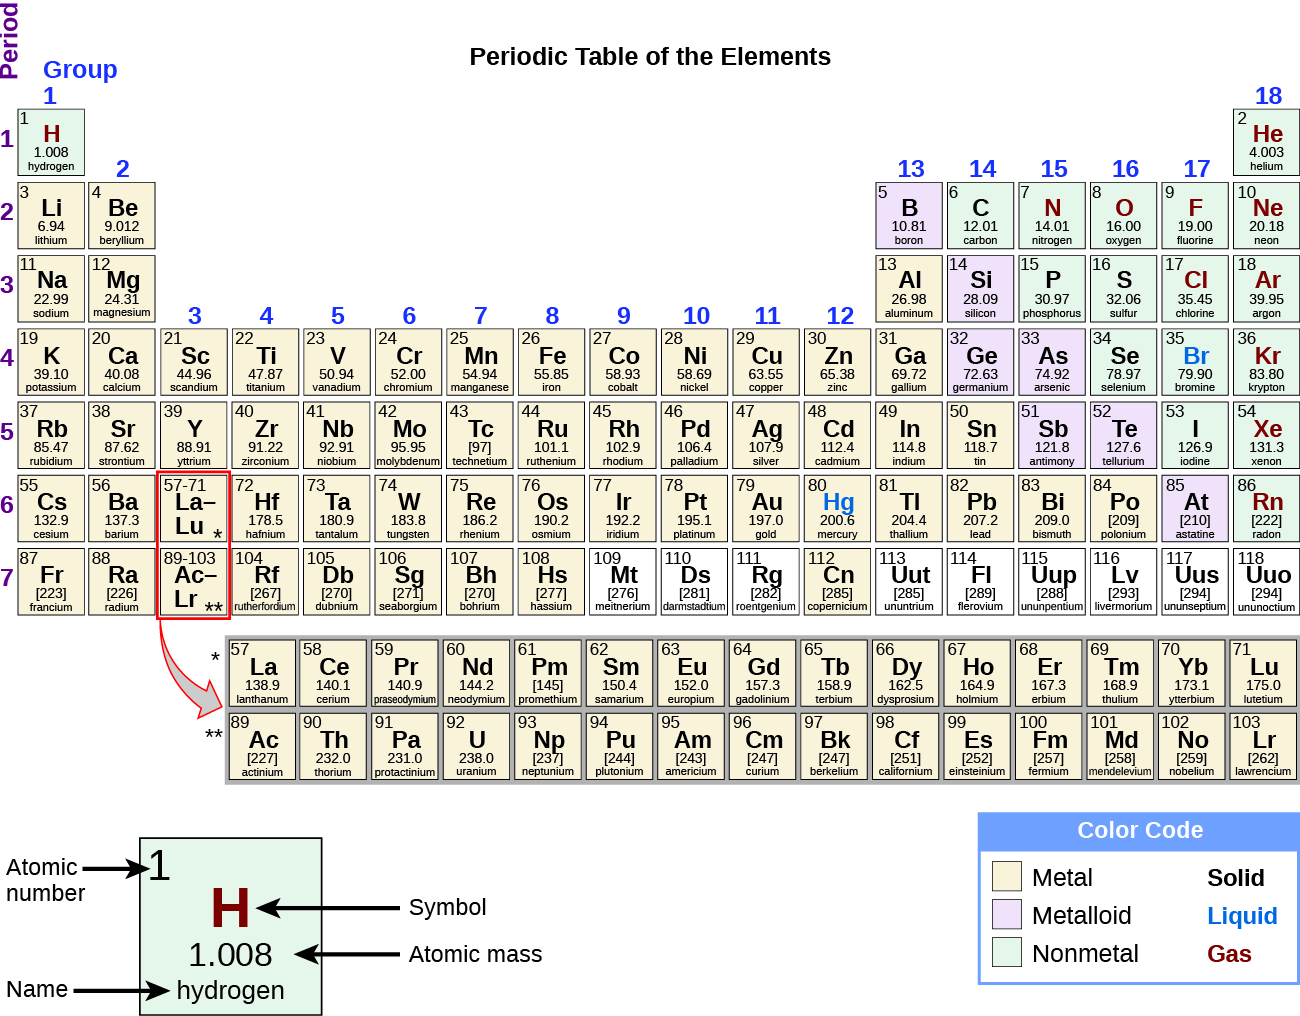 Period
Periodic Table of the Elements
Group
1 18
1 1 2
H He
1.008 4.003
hydrogen helium
2 13 14 15 16 17
2 3 4 5 6 7 8 9 10
Li Be B C N O F Ne
6.94 9.012 10.81 12.01 14.01 16.00 19.00 20.18
lithium beryllium boron carbon nitrogen oxygen fluorine neon
3 11 12 13 14 15 16 17 18
Na Mg Al Si P S Cl Ar
22.99 24.31 26.98 28.09 30.97 32.06 35.45 39.95
sodium magnesium aluminum silicon phosphorus sulfur chlorine argon
3 4 5 6 7 8 9 10 11 12
4 19 20 21 22 23 24 25 26 27 28 29 30 31 32 33 34 35 36
K Ca Sc Ti V Cr Mn Fe Co Ni Cu Zn Ga Ge As Se Br Kr
39.10 40.08 44.96 47.87 50.94 52.00 54.94 55.85 58.93 58.69 63.55 65.38 69.72 72.63 74.92 78.97 79.90 83.80
potassium calcium scandium titanium vanadium chromium manganese iron cobalt nickel copper zinc gallium germanium arsenic selenium bromine krypton
5 37 38 39 40 41 42 43 44 45 46 47 48 49 50 51 52 53 54
Rb Sr Y Zr Nb Mo Tc Ru Rh Pd Ag Cd In Sn Sb Te I Xe
85.47 87.62 88.91 91.22 92.91 95.95 [97] 101.1 102.9 106.4 107.9 112.4 114.8 118.7 121.8 127.6 126.9 131.3
rubidium strontium yttrium zirconium niobium molybdenum technetium ruthenium rhodium palladium silver cadmium indium tin antimony tellurium iodine xenon
6 55 56 57-71 72 73 74 75 76 77 78 79 80 81 82 83 84 85 86
Cs Ba La– Lu * Hf Ta W Re Os Ir Pt Au Hg Tl Pb Bi Po At Rn
132.9 137.3 178.5 180.9 183.8 186.2 190.2 192.2 195.1 197.0 200.6 204.4 207.2 209.0 [209] [210] [222]
cesium barium hafnium tantalum tungsten rhenium osmium iridium platinum gold mercury thallium lead bismuth polonium astatine radon
7 87 88 89-103 104 105 106 107 108 109 110 111 112 113 114 115 116 117 118
Fr Ra Ac– Lr ** Rf Db Sg Bh Hs Mt Ds Rg Cn Uut Fl Uup Lv Uus Uuo
[223] [226] [267] [270] [271] [270] [277] [276] [281] [282] [285] [285] [289] [288] [293] [294] [294]
francium radium rutherfordium dubnium seaborgium bohrium hassium meitnerium darmstadtium roentgenium copernicium ununtrium flerovium ununpentium livermorium ununseptium ununoctium
* 57 58 59 60 61 62 63 64 65 66 67 68 69 70 71
La Ce Pr Nd Pm Sm Eu Gd Tb Dy Ho Er Tm Yb Lu
138.9 140.1 140.9 144.2 [145] 150.4 152.0 157.3 158.9 162.5 164.9 167.3 168.9 173.1 175.0
lanthanum cerium praseodymium neodymium promethium samarium europium gadolinium terbium dysprosium holmium erbium thulium ytterbium lutetium
** 89 90 91 92 93 94 95 96 97 98 99 100 101 102 103
Ac Th Pa U Np Pu Am Cm Bk Cf Es Fm Md No Lr
[227] 232.0 231.0 238.0 [237] [244] [243] [247] [247] [251] [252] [257] [258] [259] [262]
actinium thorium protactinium uranium neptunium plutonium americium curium berkelium californium einsteinium fermium mendelevium nobelium lawrencium
Atomic
number
1
H
Symbol
1.008
Atomic mass
Name
hydrogen
Color Code
Metal Solid
Metalloid Liquid
Nonmetal Gas